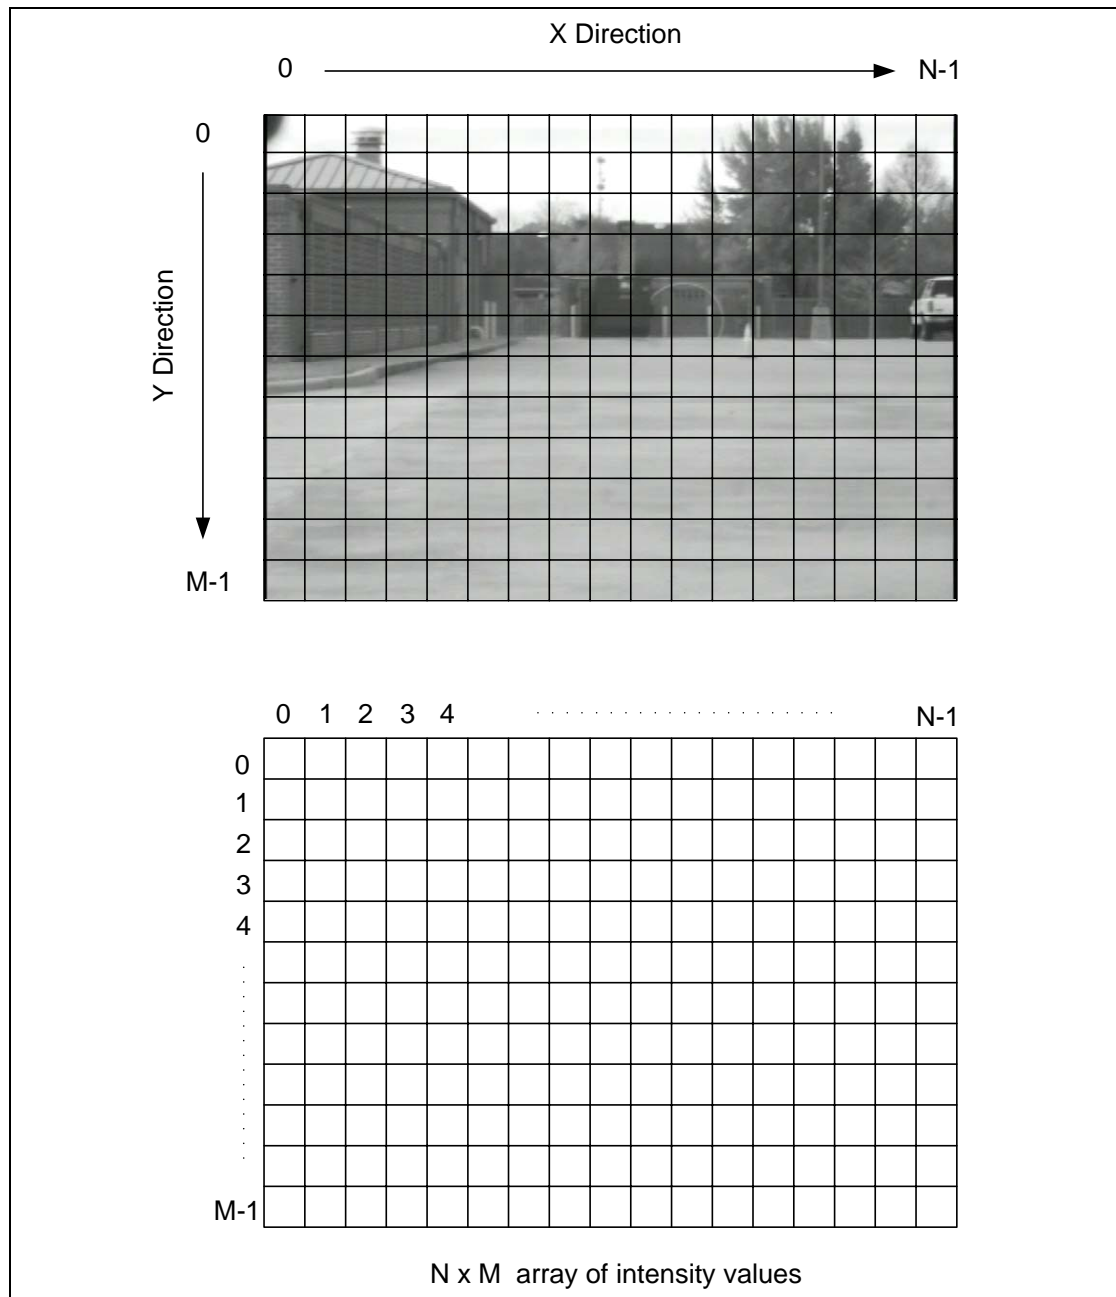 X Direction
0 N-1
0
Y Direction
M-1
0 1 2 3 4 . . . . . . . . . . . . . . . . . . . . . N-1
0
1
2
3
4
M-1
N x M array of intensity values